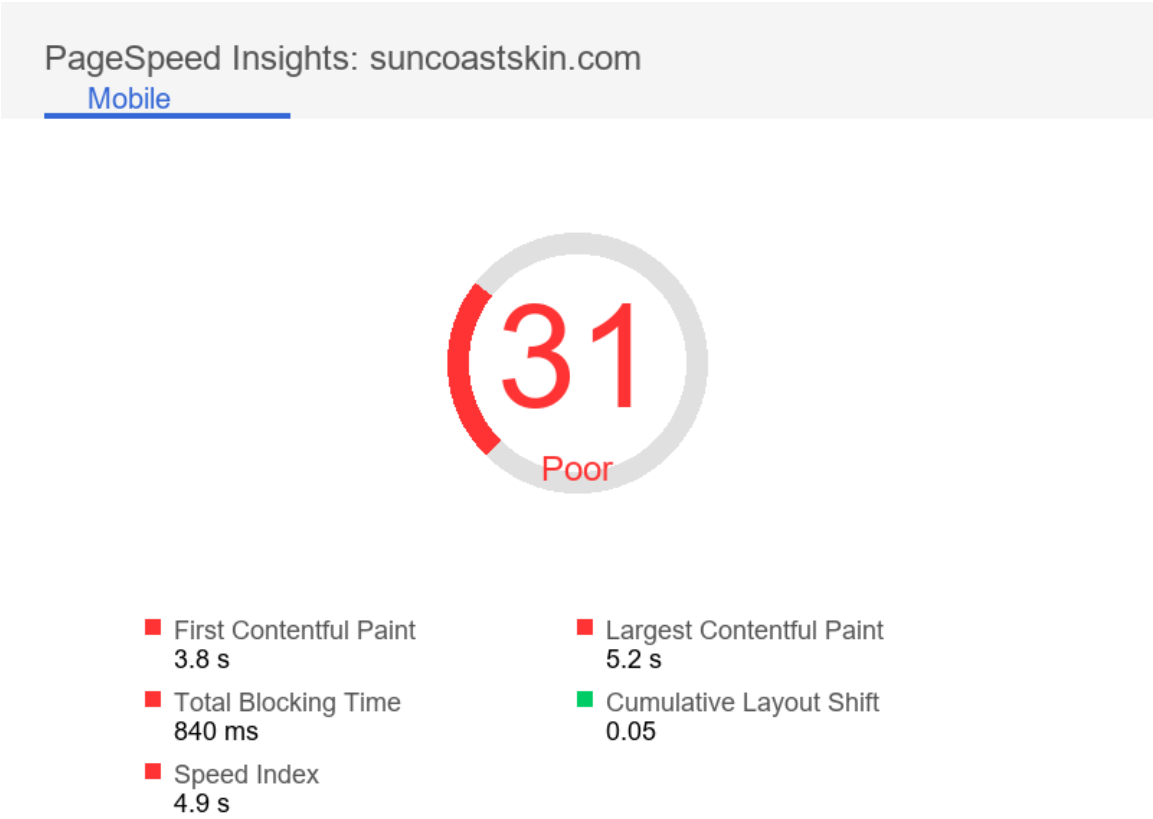 PageSpeed Insights: suncoastskin.com
Mobile
31
Poor
First Contentful Paint
3.8 s
Largest Contentful Paint
5.2 s
Total Blocking Time
840 ms
Cumulative Layout Shift
0.05
Speed Index
4.9 s